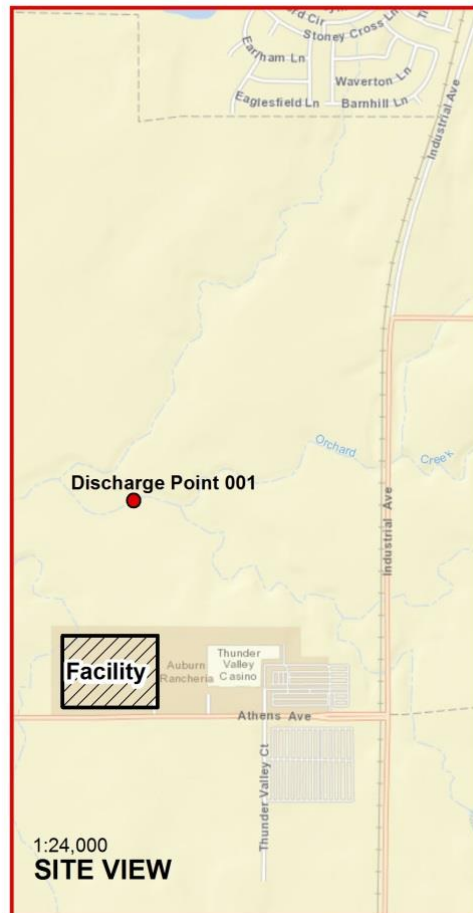 Stoney Cross Ln
Earham Ln
Waverton Ln
Eaglesfield Ln
Barnhill Ln
Industrial Ave
Orchard
Creek
Discharge Point 001
Industrial Ave
Facility
Auburn
Rancheria
Thunder
Valley
Casino
Athens Ave
Thunder Valley Ct
1:24,000
SITE VIEW